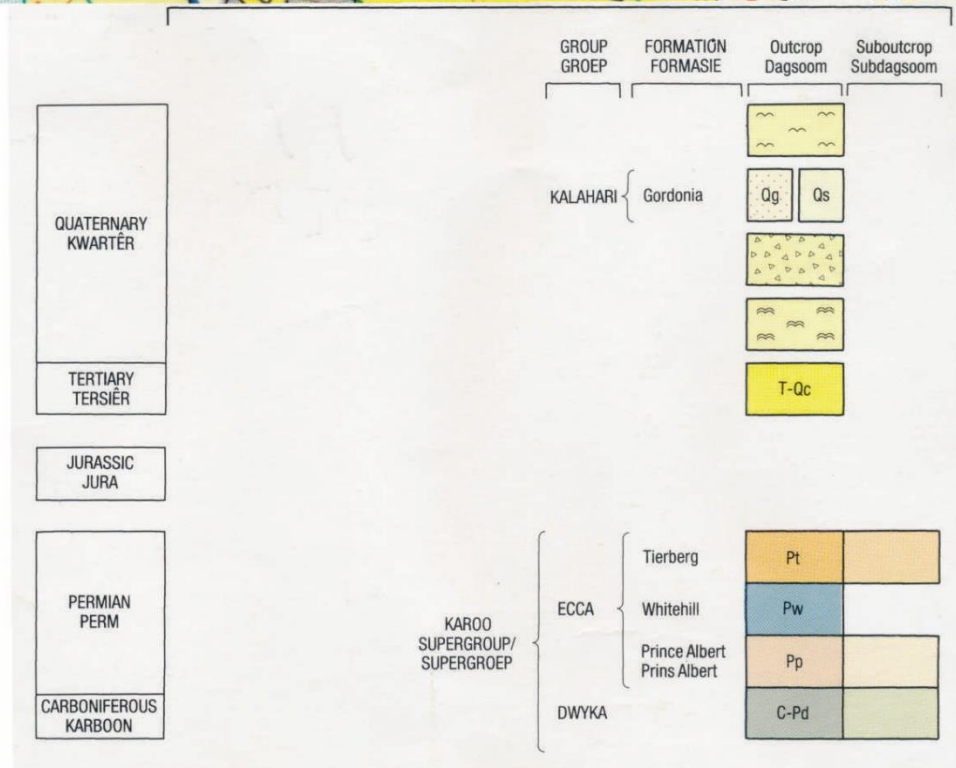 GROUP
GROEP
FORMATION
FORMASIE
Outcrop
Dagsoom
Suboutcrop
Subdagsoom
QUATERNARY
KWARTÊR
KALAHARI
Gordonia
Qg
Qs
TERTIARY
TERSIÊR
T-Qc
JURASSIC
JURA
PERMIAN
PERM
KAROO
SUPERGROUP/
SUPERGROEP
ECCA
Tierberg
Pt
Whitehill
Pw
Prince Albert
Prins Albert
Pp
CARBONIFEROUS
KARBOON
DWYKA
C-Pd